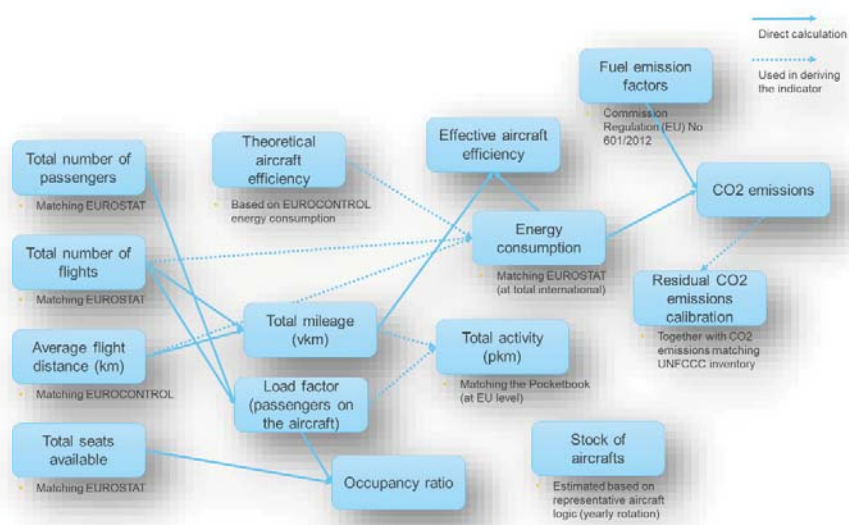 Direct calculation
Used in deriving
the indicator
Fuel emission
factors
Commission
Regulation (EU) No
601/2012
Total number of
passengers
Matching EUROSTAT
Theoretical
aircraft
efficiency
Based on EUROCONTROL
energy consumption
Effective aircraft
efficiency
CO2 emissions
Total number of
flights
Matching EUROSTAT
Energy
consumption
Matching EUROSTAT
(at total international)
Residual CO2
emissions
calibration
Together with CO2
emissions matching
UNFCCC inventory
Average flight
distance (km)
Matching EUROCONTROL
Total mileage
(vkm)
Total activity
(pkm)
Matching the Pocketbook
(at EU level)
Load factor
(passengers on
the aircraft)
Total seats
available
Matching EUROSTAT
Occupancy ratio
Stock of
aircrafts
Estimated based on
representative aircraft
logic (yearly rotation)